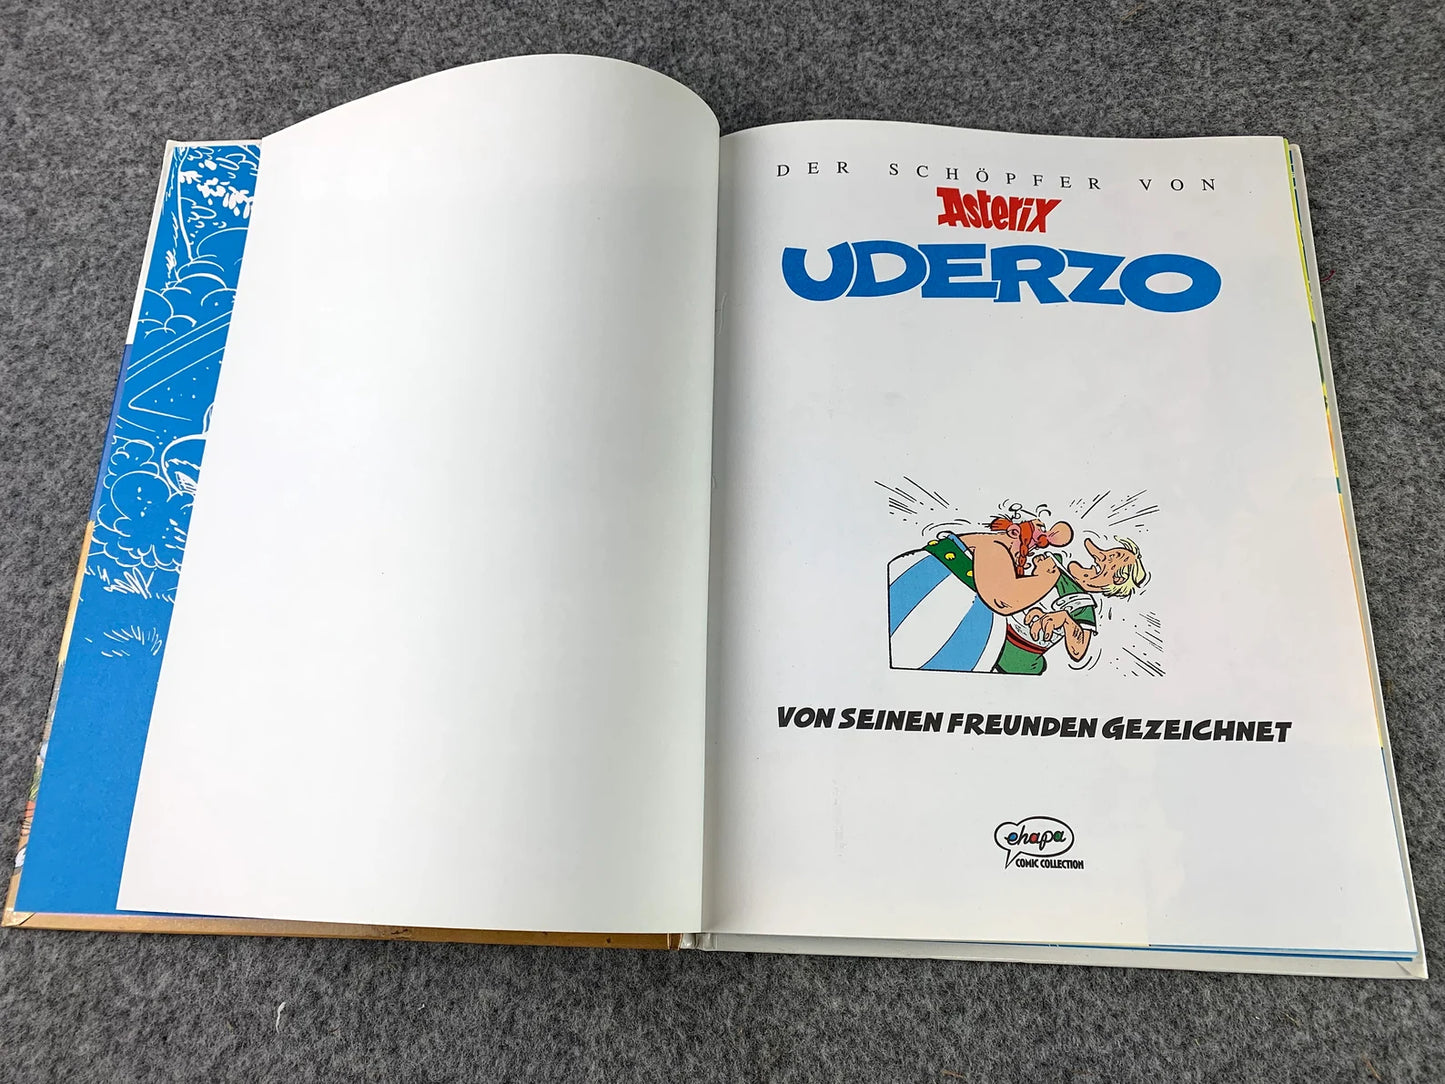 DER SCHÖPFER VON
Asterix
UDERZO
VON SEINEN FREUNDEN GEZEICHNET
ehapa
COMIC COLLECTION